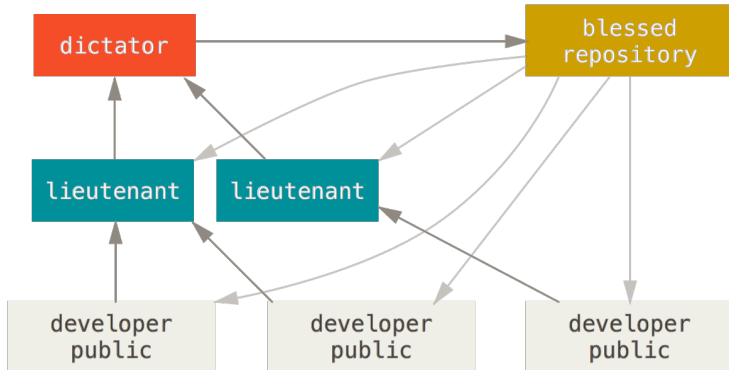 dictator
blessed
repository
lieutenant
lieutenant
developer
public
developer
public
developer
public